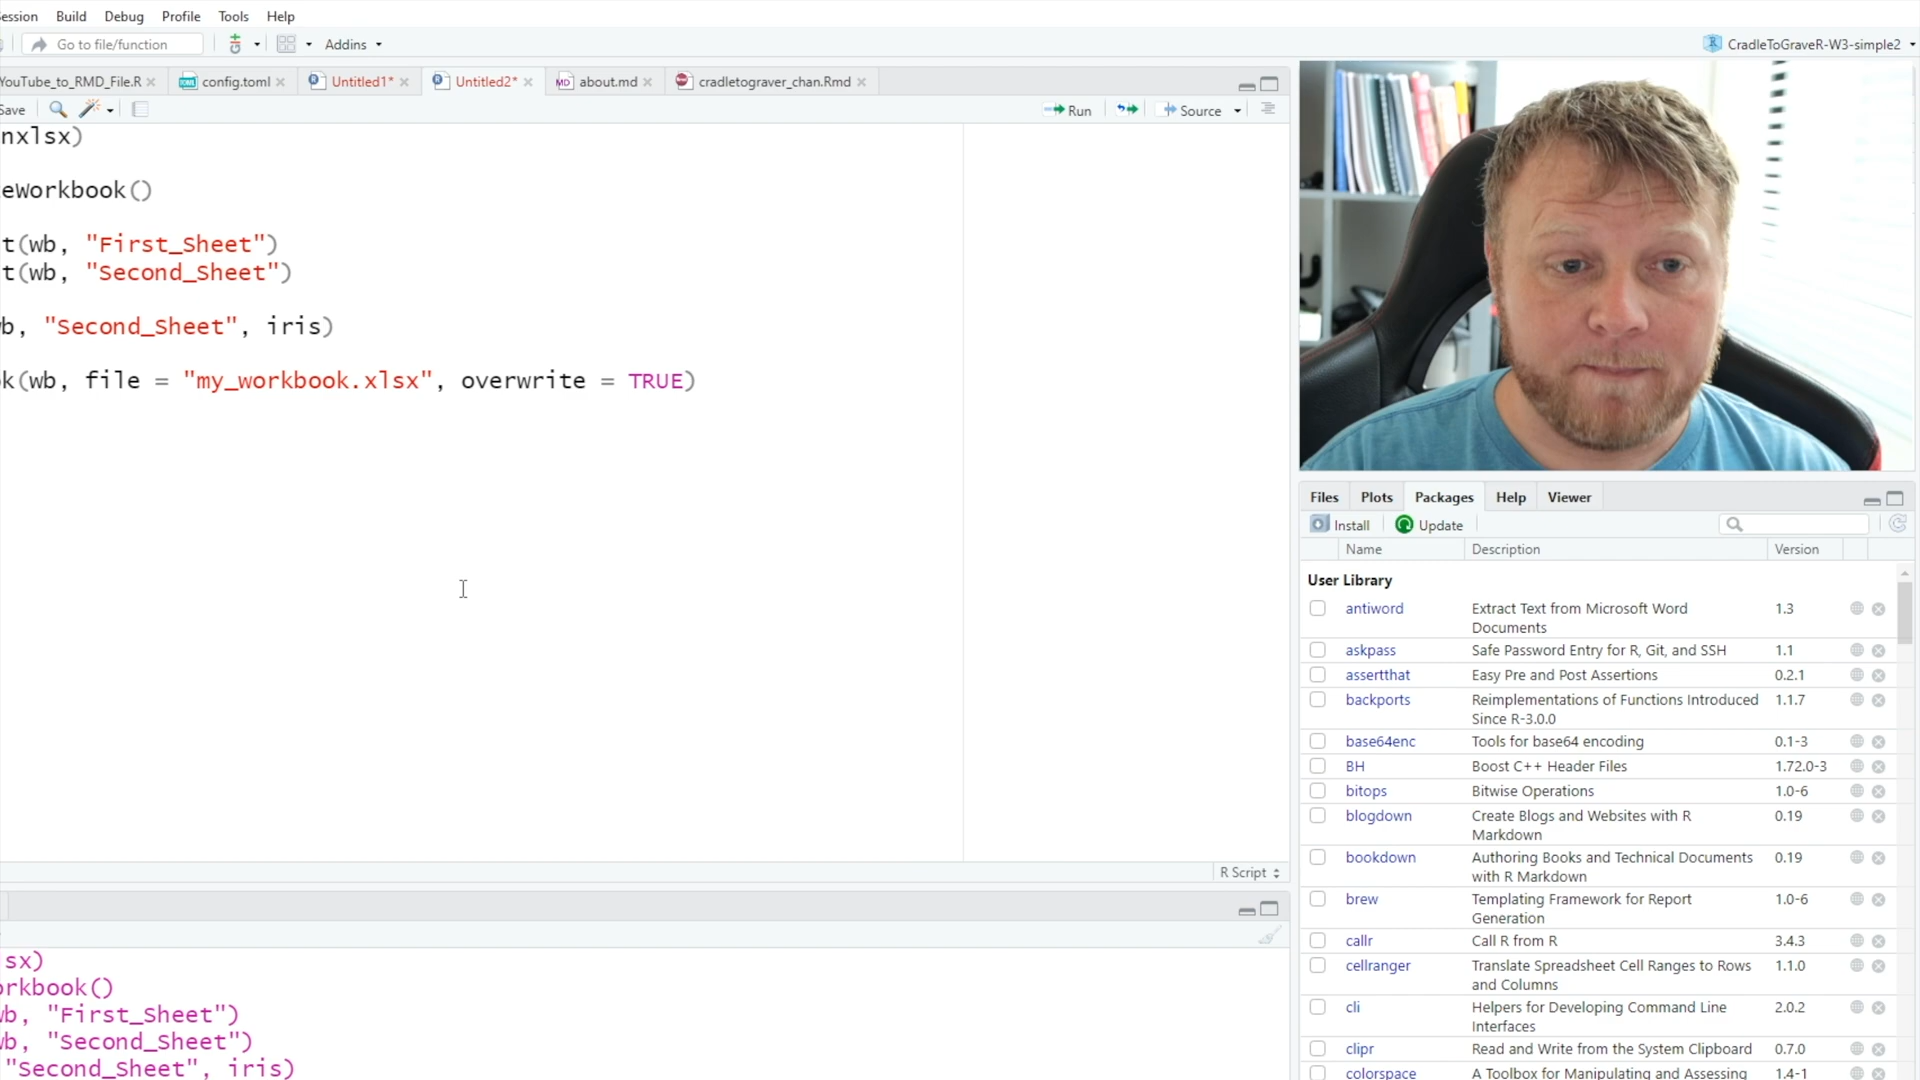 ession Build Debug Profile Tools Help
Go to file/function Addins CradleToGraveR-W3-simple2
YouTube_to_RMD_File.R config.toml Untitled1* Untitled2* about.md cradletograver_chan.Rmd
Save Run Source
nxlsx)
eWorkbook()
t(wb, "First_Sheet")
t(wb, "Second_Sheet")
b, "Second_Sheet", iris)
k(wb, file = "my_workbook.xlsx", overwrite = TRUE)
R Script
sx)
orkbook()
wb, "First_Sheet")
wb, "Second_Sheet")
"Second_Sheet", iris)
Files Plots Packages Help Viewer
Install Update
Name Description Version
User Library
antiword Extract Text from Microsoft Word 1.3
Documents
askpass Safe Password Entry for R, Git, and SSH 1.1
assertthat Easy Pre and Post Assertions 0.2.1
backports Reimplementations of Functions Introduced 1.1.7
Since R-3.0.0
base64enc Tools for base64 encoding 0.1-3
BH Boost C++ Header Files 1.72.0-3
bitops Bitwise Operations 1.0-6
blogdown Create Blogs and Websites with R 0.19
Markdown
bookdown Authoring Books and Technical Documents 0.19
with R Markdown
brew Templating Framework for Report 1.0-6
Generation
callr Call R from R 3.4.3
cellranger Translate Spreadsheet Cell Ranges to Rows 1.1.0
and Columns
cli Helpers for Developing Command Line 2.0.2
Interfaces
clipr Read and Write from the System Clipboard 0.7.0
colorspace A Toolbox for Manipulating and Assessing 1.4-1